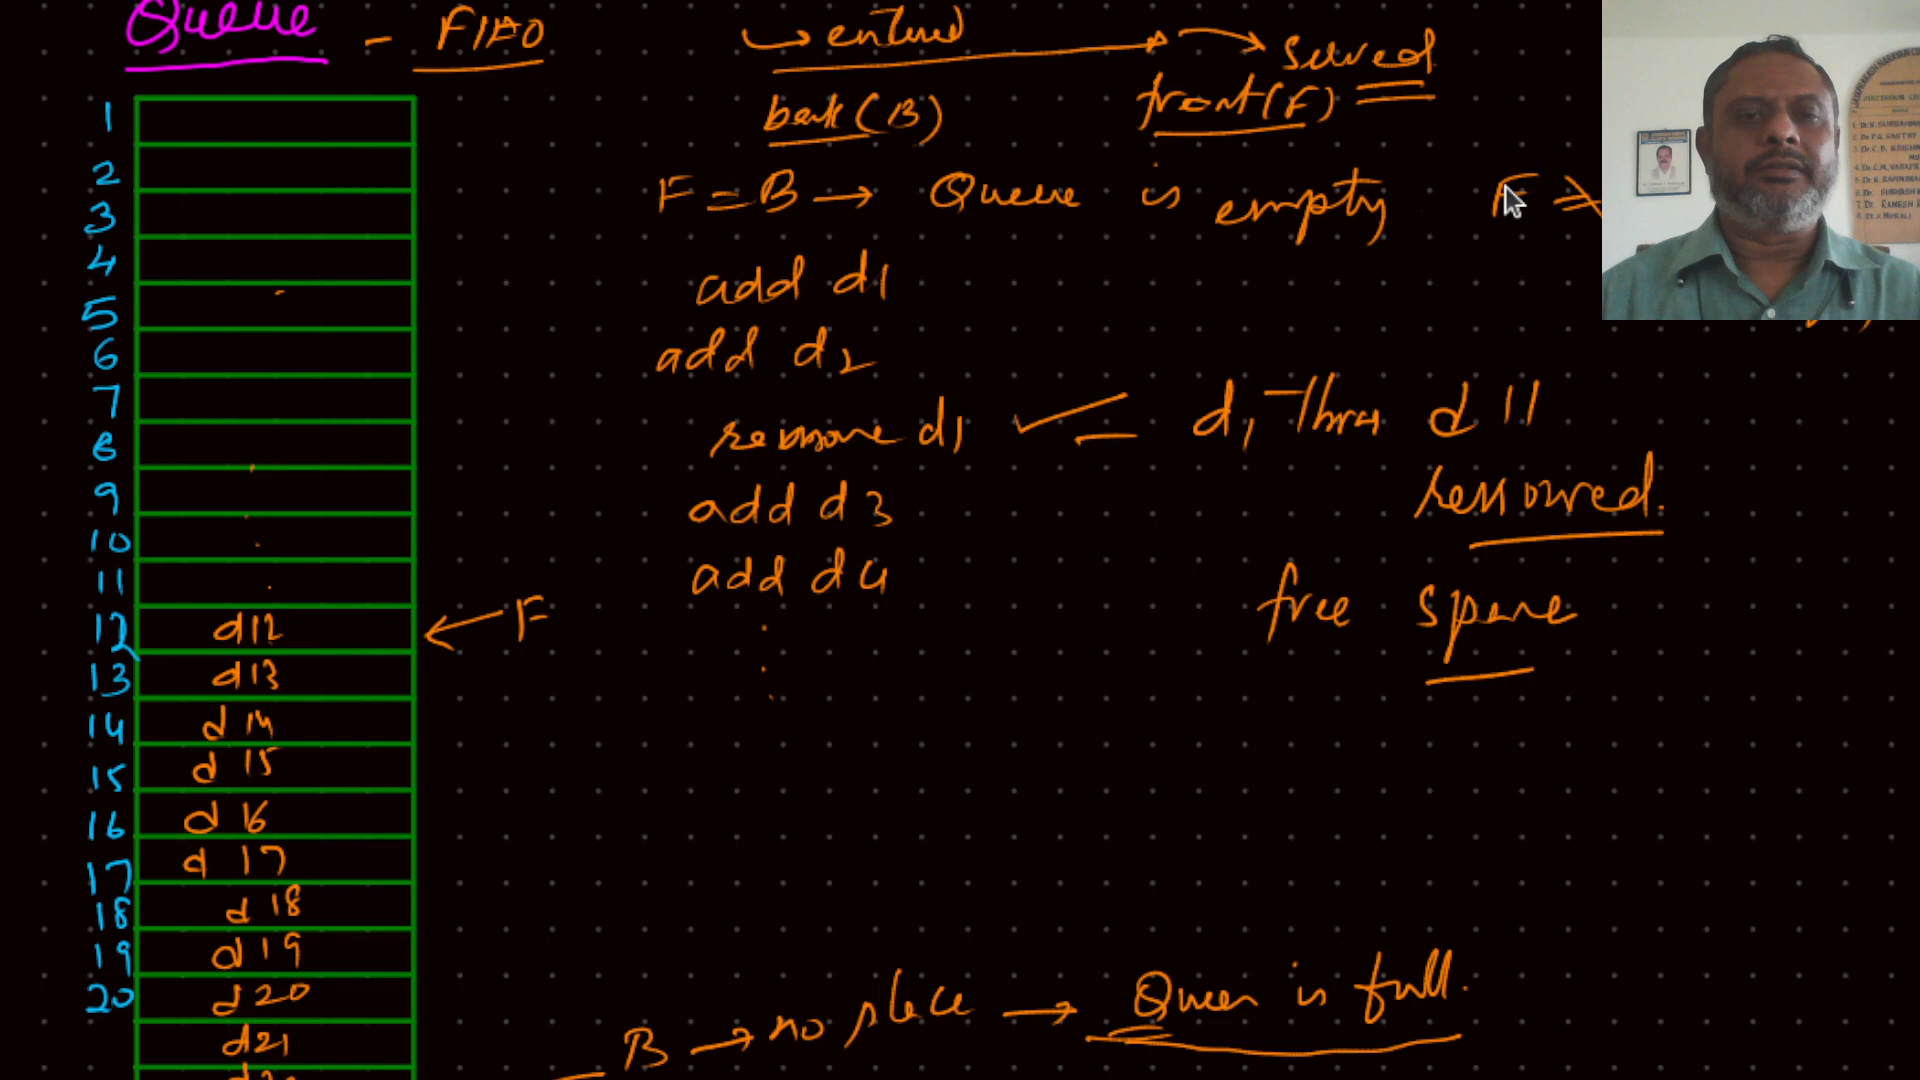 Queue - FIFO
entered → served
back (B) front (F)
F = B → Queue is empty F
1
2
3
4
5
6
7
8
9
10
11
12 d12 ← F
13 d13
14 d14
15 d15
16 d16
17 d17
18 d18
19 d19
20 d20
d21
add d1
add d2
remove d1 d1 thru d11
removed.
add d3
add d4
free space
B → no place → Queue is full.